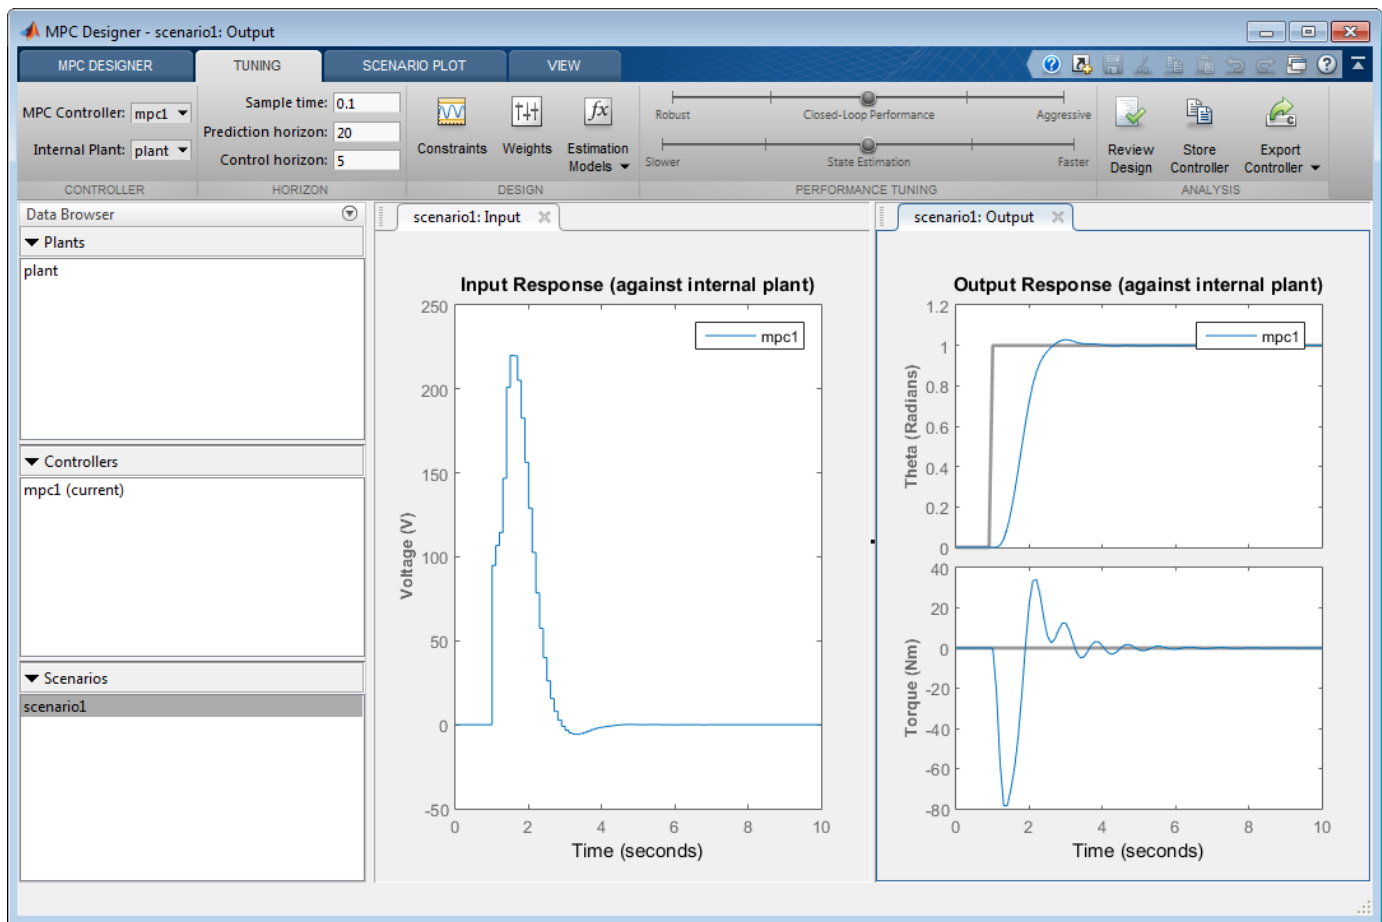 MPC Designer - scenario1: Output
MPC DESIGNER
TUNING
SCENARIO PLOT
VIEW
MPC Controller: mpc1
Internal Plant: plant
CONTROLLER
Sample time: 0.1
Prediction horizon: 20
Control horizon: 5
HORIZON
Constraints
Weights
fx
Estimation
Models
DESIGN
Robust
Closed-Loop Performance
Aggressive
Slower
State Estimation
Faster
PERFORMANCE TUNING
Review
Design
Store
Controller
C
Export
Controller
ANALYSIS
Data Browser
Plants
plant
Controllers
mpc1 (current)
Scenarios
scenario1
scenario1: Input
Input Response (against internal plant)
mpc1
Voltage (V)
250
200
150
100
50
0
-50
0 2 4 6 8 10
Time (seconds)
scenario1: Output
Output Response (against internal plant)
mpc1
Theta (Radians)
1.2
1
0.8
0.6
0.4
0.2
0
Torque (Nm)
40
20
0
-20
-40
-60
-80
0 2 4 6 8 10
Time (seconds)